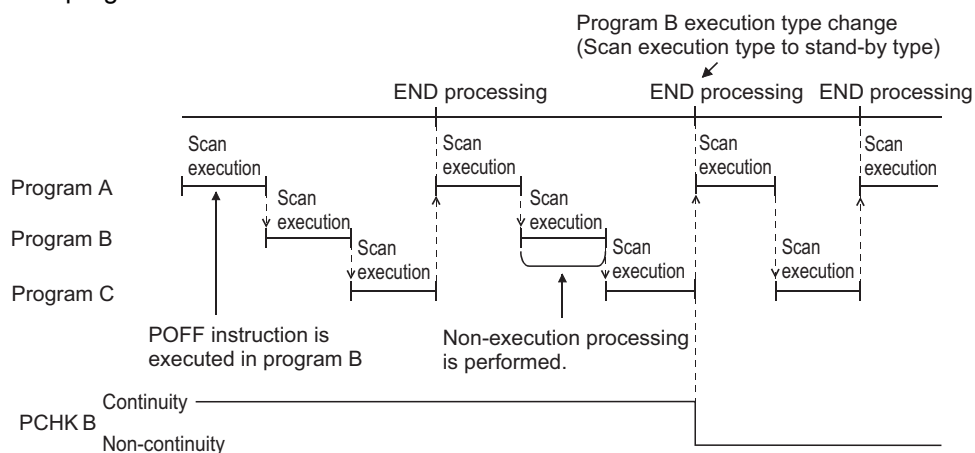 Program B execution type change
(Scan execution type to stand-by type)
END processing
END processing
END processing
Scan
execution
Scan
execution
Scan
execution
Scan
execution
Program A
Scan
execution
Scan
execution
Program B
Scan
execution
Scan
execution
Scan
execution
Program C
POFF instruction is
executed in program B
Non-execution processing
is performed.
Continuity
PCHK B
Non-continuity